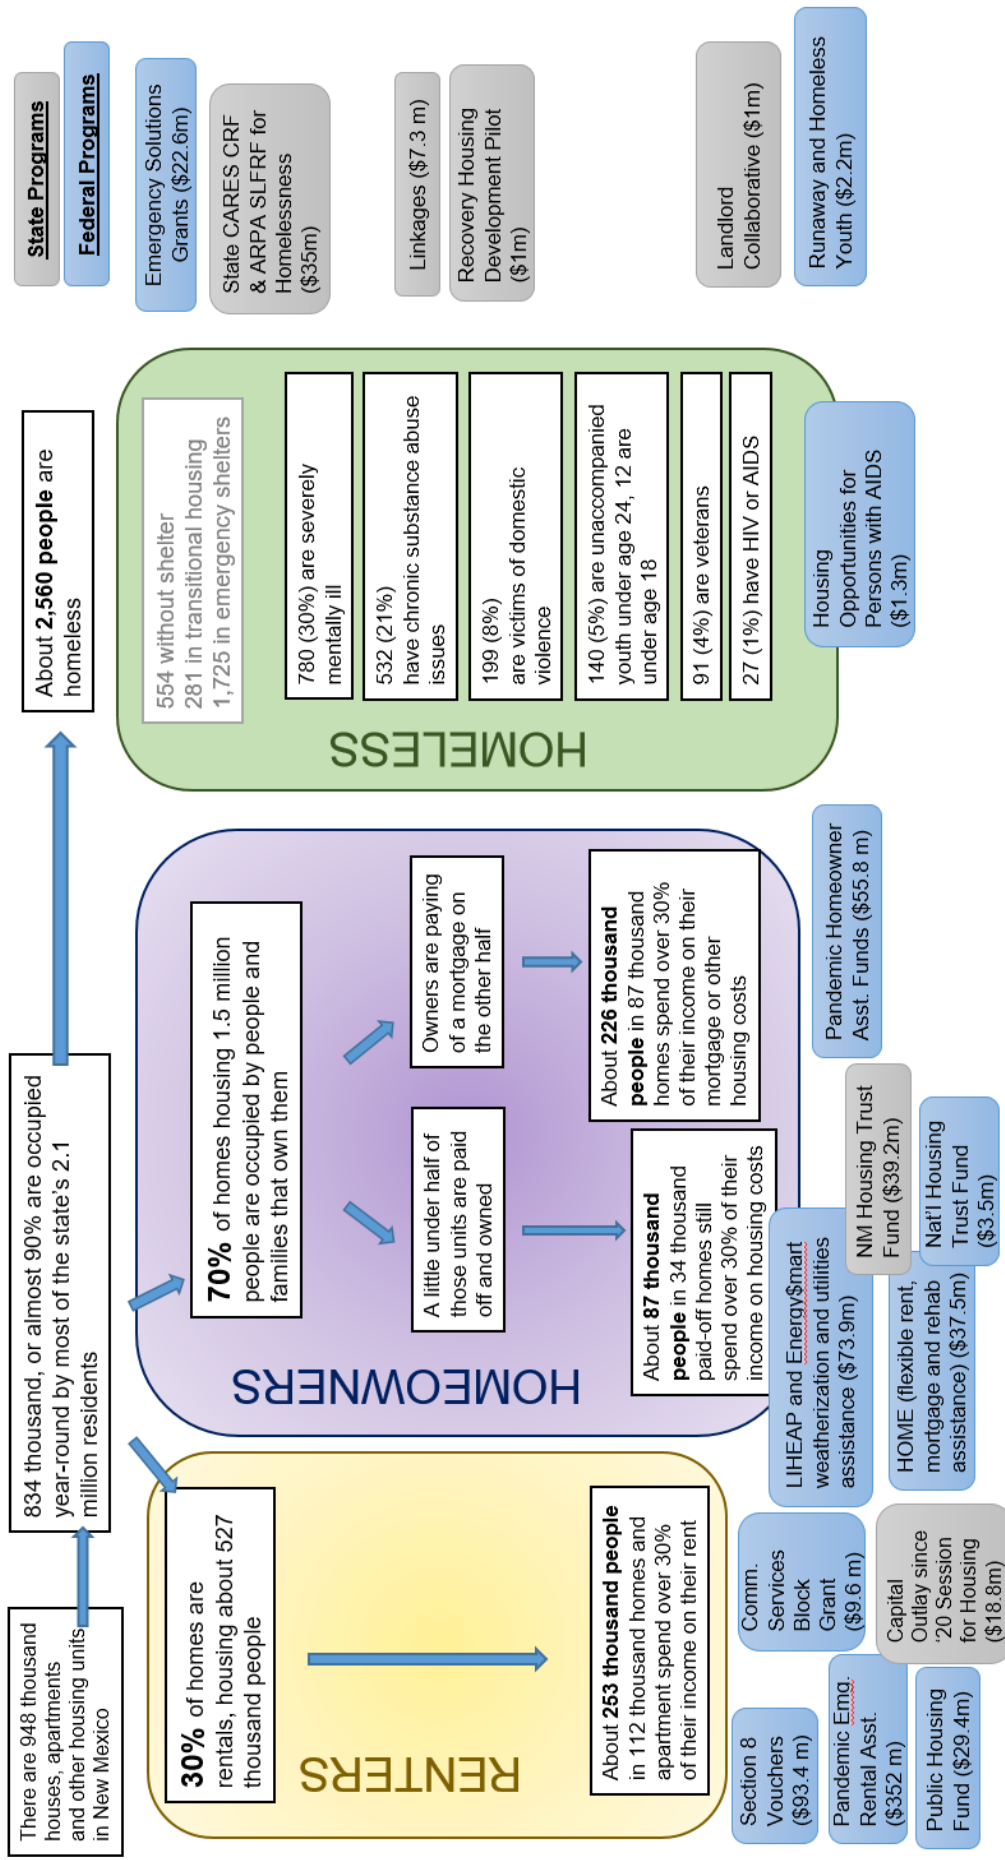 There are 948 thousand
houses, apartments
and other housing units
in New Mexico
834 thousand, or almost 90% are occupied
year-round by most of the state's 2.1
million residents
About 2,560 people are
homeless
State Programs
Federal Programs
RENTERS
30% of homes are
rentals, housing about 527
thousand people
About 253 thousand people
in 112 thousand homes and
apartment spend over 30%
of their income on their rent
HOMEOWNERS
70% of homes housing 1.5 million
people are occupied by people and
families that own them
A little under half of
those units are paid
off and owned
Owners are paying
of a mortgage on
the other half
About 87 thousand
people in 34 thousand
paid-off homes still
spend over 30% of their
income on housing costs
About 226 thousand
people in 87 thousand
homes spend over 30%
of their income on their
mortgage or other
housing costs
HOMELESS
554 without shelter
281 in transitional housing
1,725 in emergency shelters
780 (30%) are severely
mentally ill
532 (21%)
have chronic substance abuse
issues
199 (8%)
are victims of domestic
violence
140 (5%) are unaccompanied
youth under age 24, 12 are
under age 18
91 (4%) are veterans
27 (1%) have HIV or AIDS
Emergency Solutions
Grants ($22.6m)
State CARES CRF
& ARPA SLFRF for
Homelessness
($35m)
Linkages ($7.3 m)
Recovery Housing
Development Pilot
($1m)
Landlord
Collaborative ($1m)
Runaway and Homeless
Youth ($2.2m)
Section 8
Vouchers
($93.4 m)
Pandemic Emg.
Rental Asst.
($352 m)
Public Housing
Fund ($29.4m)
Comm.
Services
Block
Grant
($9.6 m)
Capital
Outlay since
'20 Session
for Housing
($18.8m)
LIHEAP and Energy$mart
weatherization and utilities
assistance ($73.9m)
HOME (flexible rent,
mortgage and rehab
assistance) ($37.5m)
NM Housing Trust
Fund ($39.2m)
Nat'l Housing
Trust Fund
($3.5m)
Pandemic Homeowner
Asst. Funds ($55.8 m)
Housing
Opportunities for
Persons with AIDS
($1.3m)